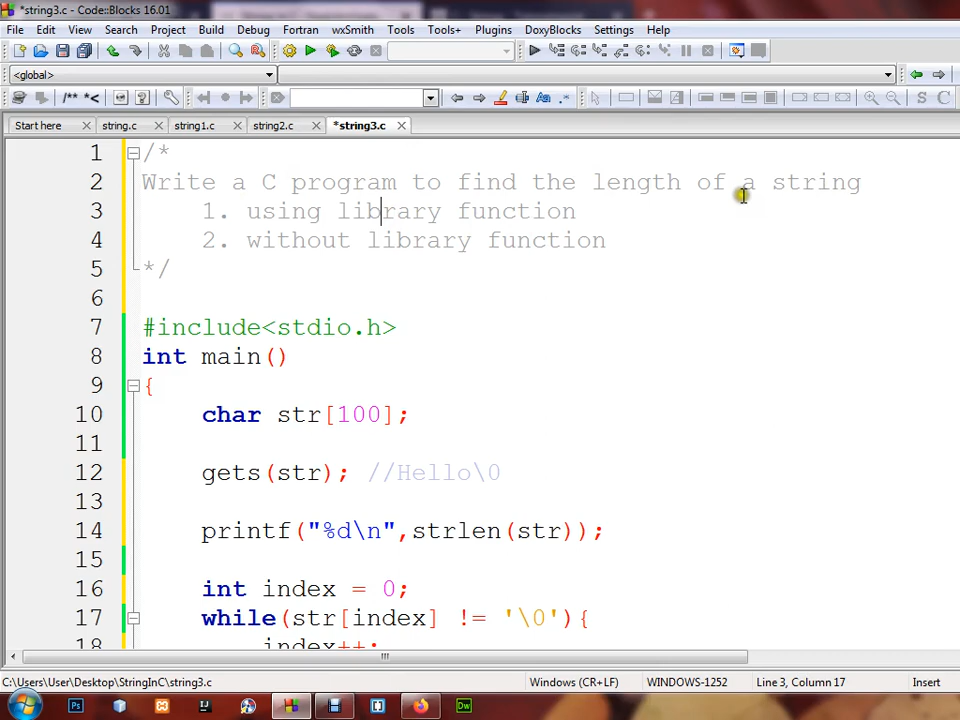 *string3.c - Code::Blocks 16.01
File Edit View Search Project Build Debug Fortran wxSmith Tools Tools+ Plugins DoxyBlocks Settings Help
<global>
/** *<
S C
Start here string.c string1.c string2.c *string3.c
1 /*
2 Write a C program to find the length of a string
3 1. using library function
4 2. without library function
5 */
6
7 #include<stdio.h>
8 int main()
9 {
10 char str[100];
11
12 gets(str); //Hello\0
13
14 printf("%d\n",strlen(str));
15
16 int index = 0;
17 while(str[index] != '\0'){
18 index++;
C:\Users\User\Desktop\StringInC\string3.c Windows (CR+LF) WINDOWS-1252 Line 3, Column 17 Insert
Ps Dw